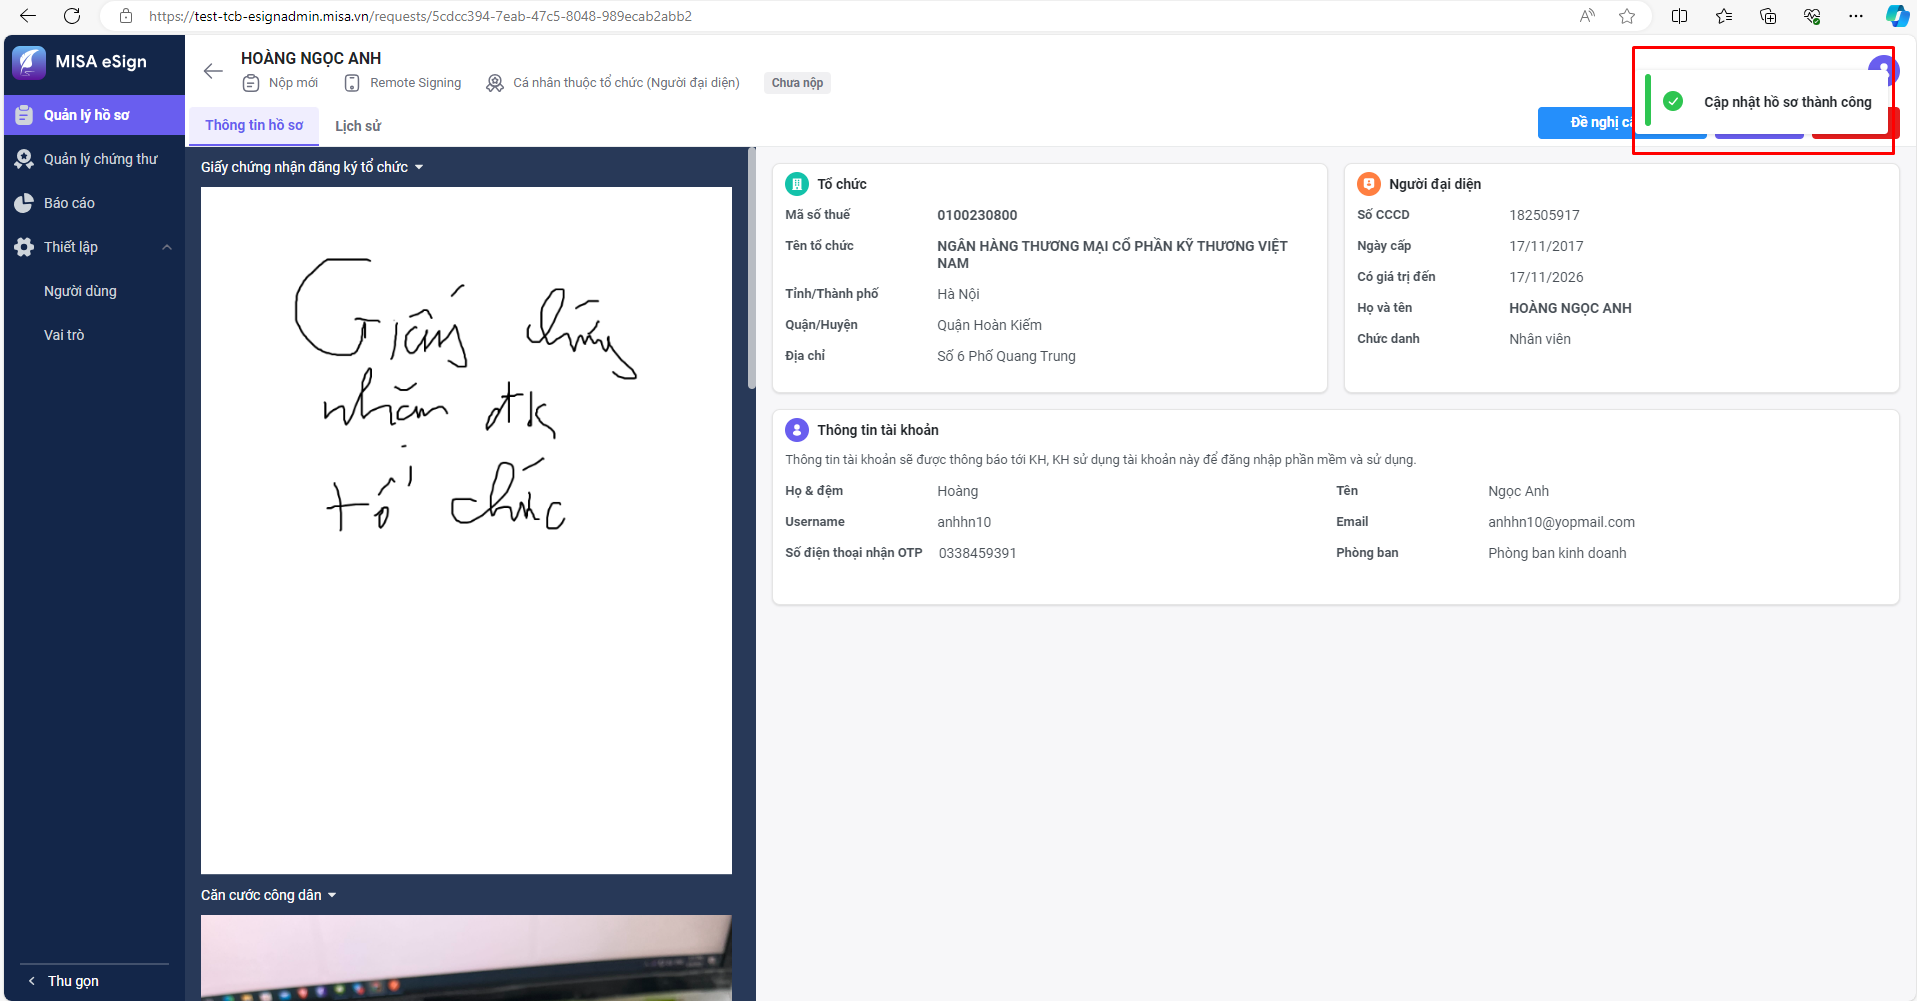 https://test-tcb-esignadmin.misa.vn/requests/5cdcc394-7eab-47c5-8048-989ecab2abb2
MISA eSign
Quản lý hồ sơ
Quản lý chứng thư
Báo cáo
Thiết lập
Người dùng
Vai trò
Thu gọn
HOÀNG NGỌC ANH
Nộp mới
Remote Signing
Cá nhân thuộc tổ chức (Người đại diện)
Chưa nộp
Thông tin hồ sơ
Lịch sử
Đề nghị
Cập nhật hồ sơ thành công
Giấy chứng nhận đăng ký tổ chức
Giấy chứng
nhăn đk
tổ chức
Căn cước công dân
Tổ chức
Mã số thuế 0100230800
Tên tổ chức NGÂN HÀNG THƯƠNG MẠI CỔ PHẦN KỸ THƯƠNG VIỆT
NAM
Tỉnh/Thành phố Hà Nội
Quận/Huyện Quận Hoàn Kiếm
Địa chỉ Số 6 Phố Quang Trung
Người đại diện
Số CCCD 182505917
Ngày cấp 17/11/2017
Có giá trị đến 17/11/2026
Họ và tên HOÀNG NGỌC ANH
Chức danh Nhân viên
Thông tin tài khoản
Thông tin tài khoản sẽ được thông báo tới KH, KH sử dụng tài khoản này để đăng nhập phần mềm và sử dụng.
Họ & đệm Hoàng Tên Ngọc Anh
Username anhhn10 Email anhhn10@yopmail.com
Số điện thoại nhận OTP 0338459391 Phòng ban Phòng ban kinh doanh